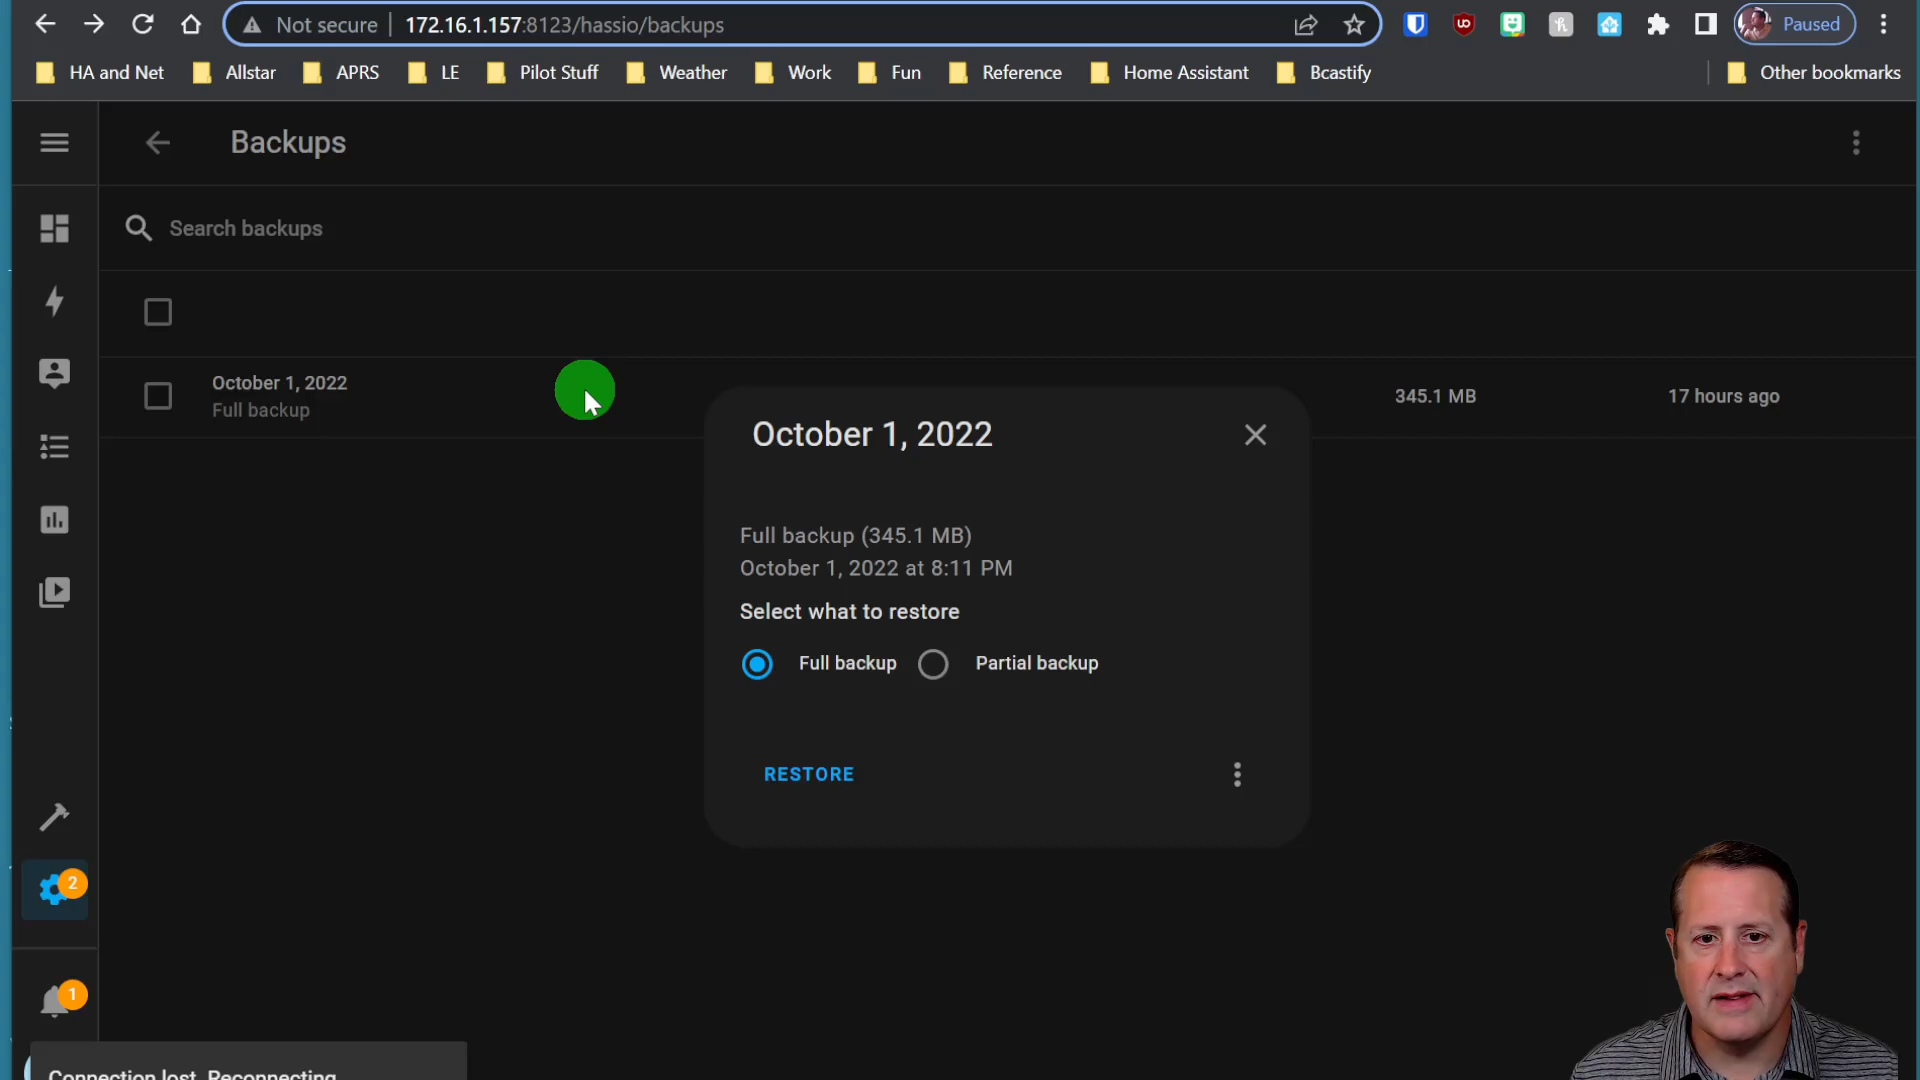 Not secure 172.16.1.157:8123/hassio/backups Paused
HA and Net Allstar APRS LE Pilot Stuff Weather Work Fun Reference Home Assistant Bcastify Other bookmarks
Backups
Search backups
October 1, 2022
Full backup
345.1 MB 17 hours ago
October 1, 2022
Full backup (345.1 MB)
October 1, 2022 at 8:11 PM
Select what to restore
Full backup Partial backup
RESTORE
2
1
Connection lost. Reconnecting